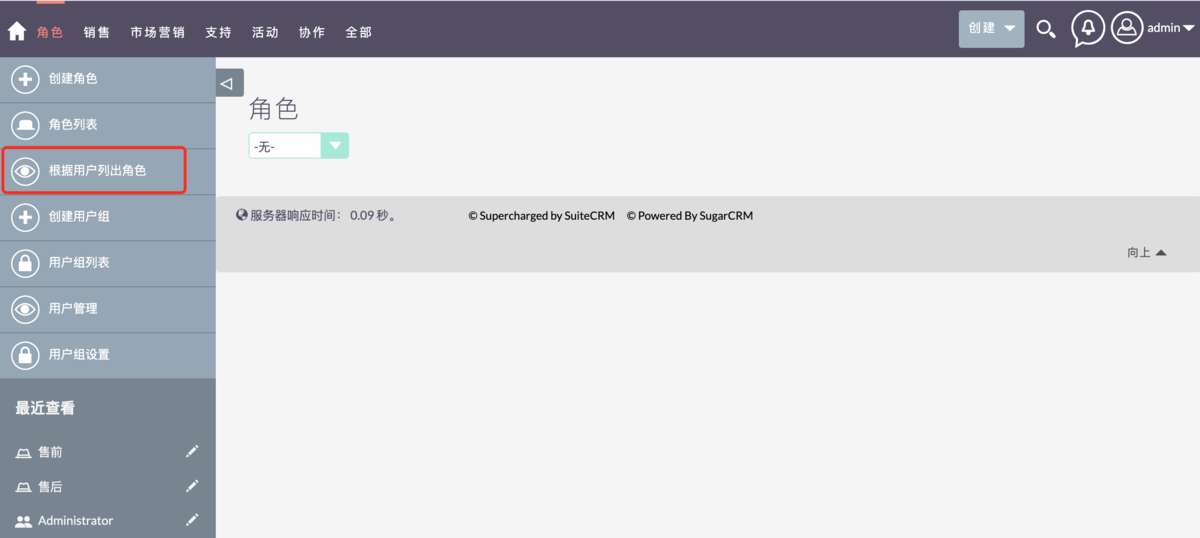 角色 销售 市场营销 支持 活动 协作 全部 创建 admin
创建角色
角色列表
根据用户列出角色
创建用户组
用户组列表
用户管理
用户组设置
最近查看
售前
售后
Administrator
角色
-无-
服务器响应时间： 0.09 秒。 © Supercharged by SuiteCRM © Powered By SugarCRM
向上